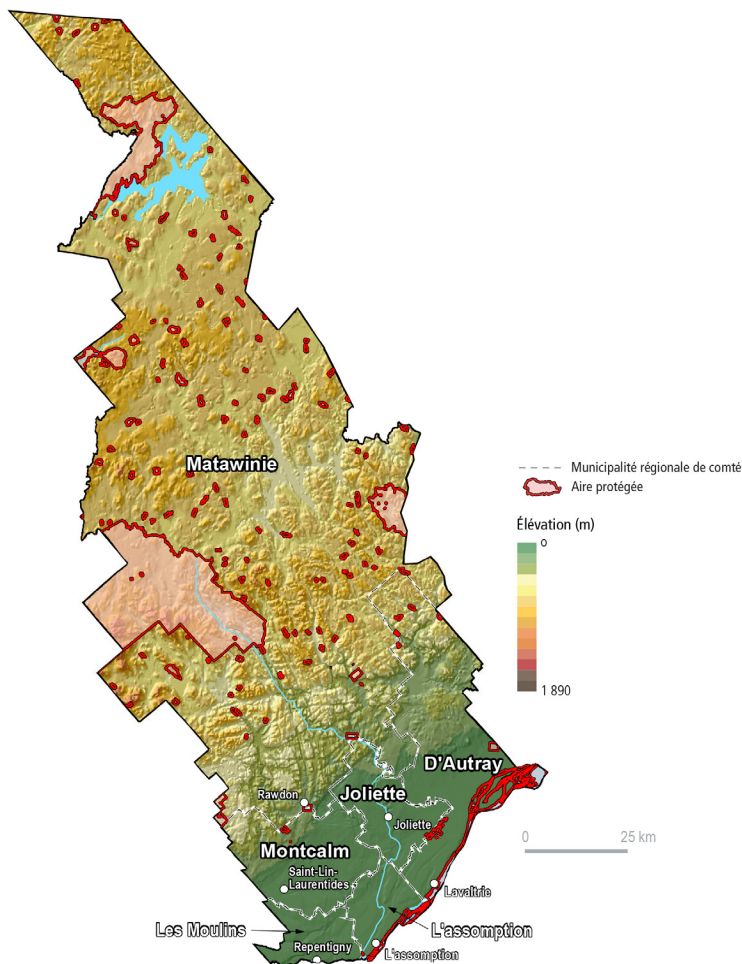 Matawinie
Municipalité régionale de comté
Aire protégée
Élévation (m)
0
1 890
D'Autray
Rawdon
Joliette
Joliette
0
25 km
Montcalm
Saint-Lin-
Laurentides
Lavaltrie
Les Moulins
L'assomption
Repentigny
L'assomption